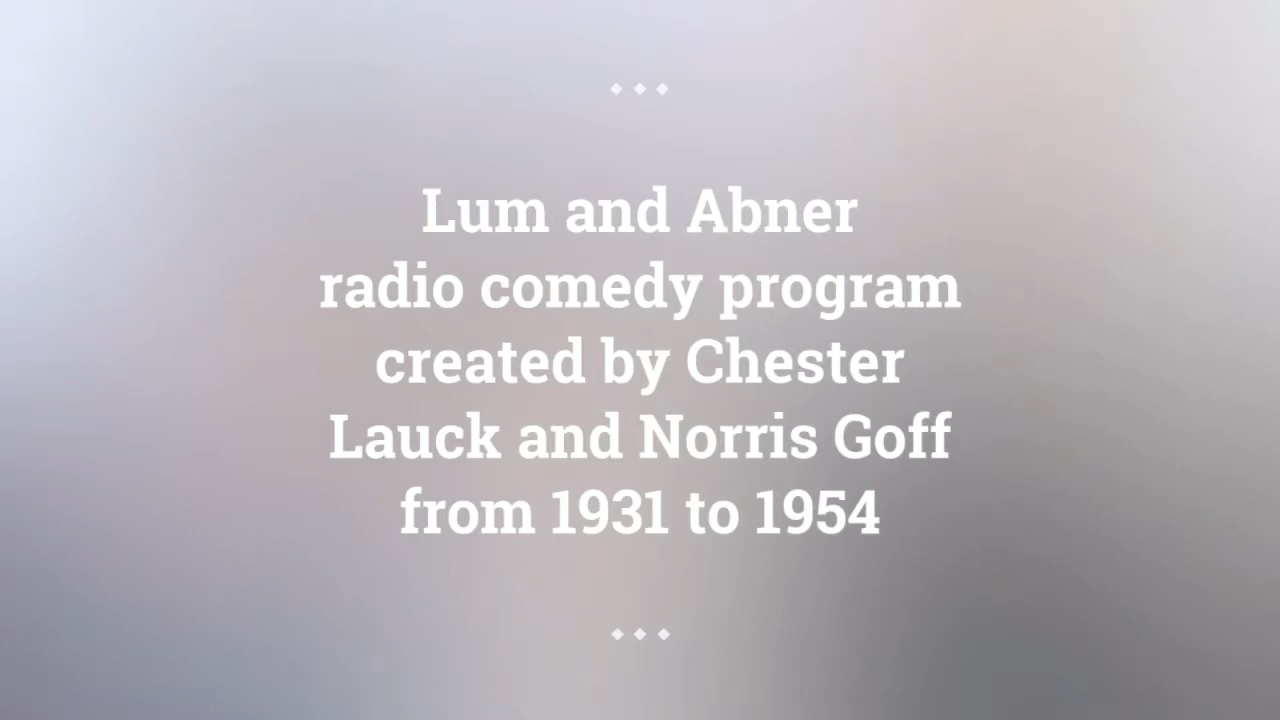 Lum and Abner
radio comedy program
created by Chester
Lauck and Norris Goff
from 1931 to 1954